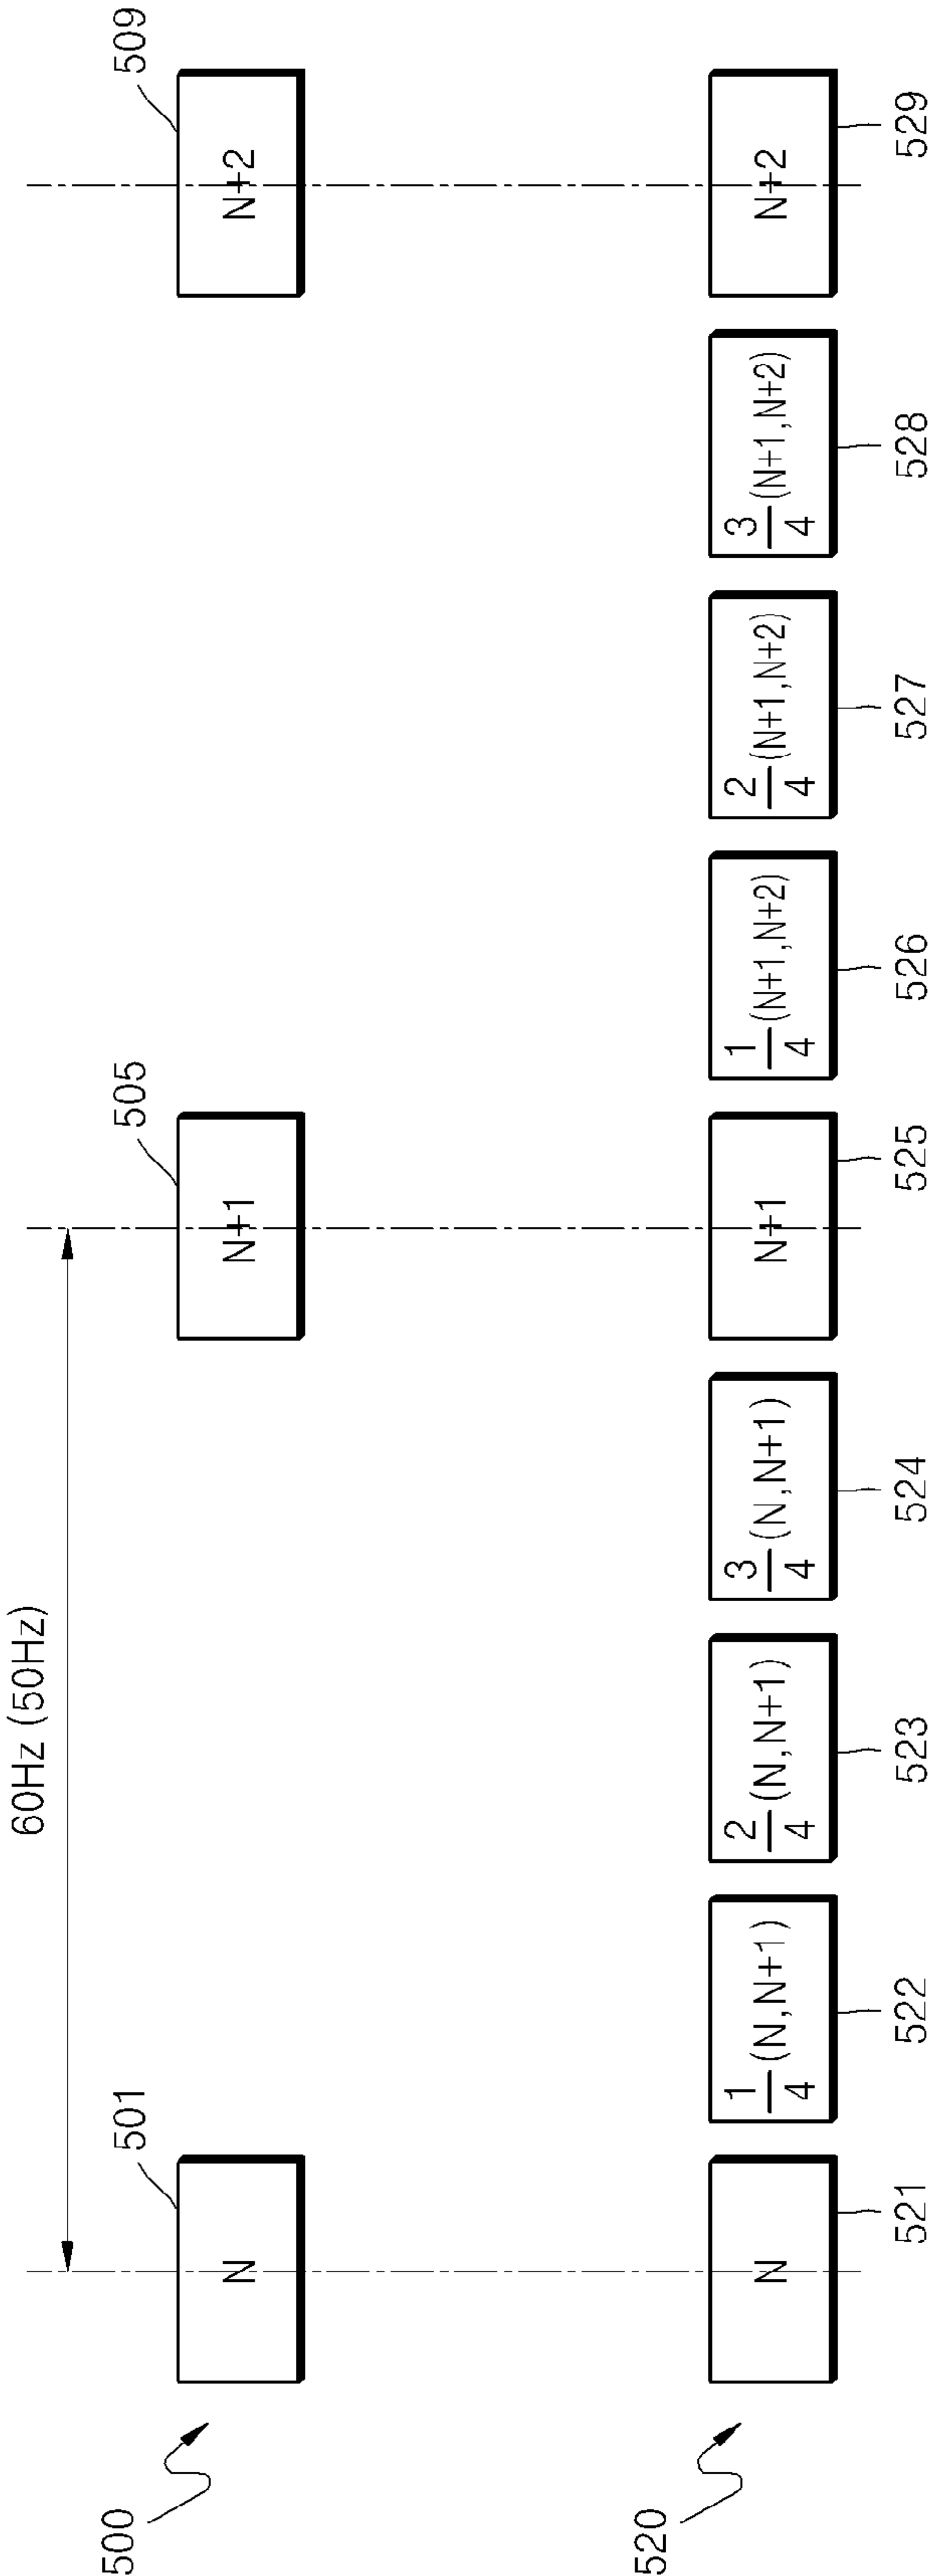 60Hz (50Hz)
500
501
505
509
N
N+1
N+2
520
N
1/4 (N,N+1)
2/4 (N,N+1)
3/4 (N,N+1)
N+1
1/4 (N+1,N+2)
2/4 (N+1,N+2)
3/4 (N+1,N+2)
N+2
521
522
523
524
525
526
527
528
529